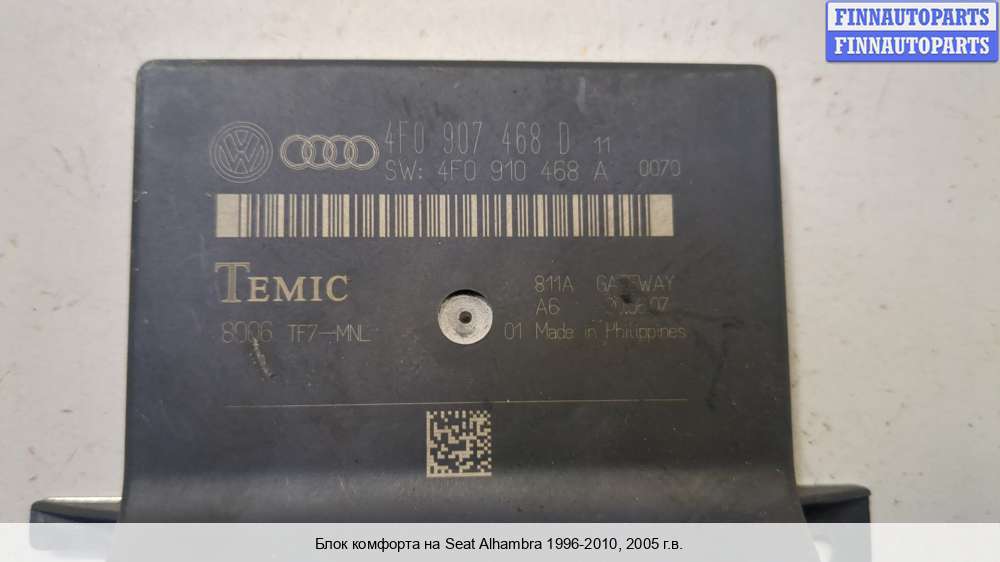 FINNAUTOPARTS
FINNAUTOPARTS
4F0 907 468 D 11
SW: 4F0 910 468 A 0070
TEMIC
811A GATEWAY
A6
8006 TF7-MNL
01 Made in Philippines
Блок комфорта на Seat Alhambra 1996-2010, 2005 г.в.